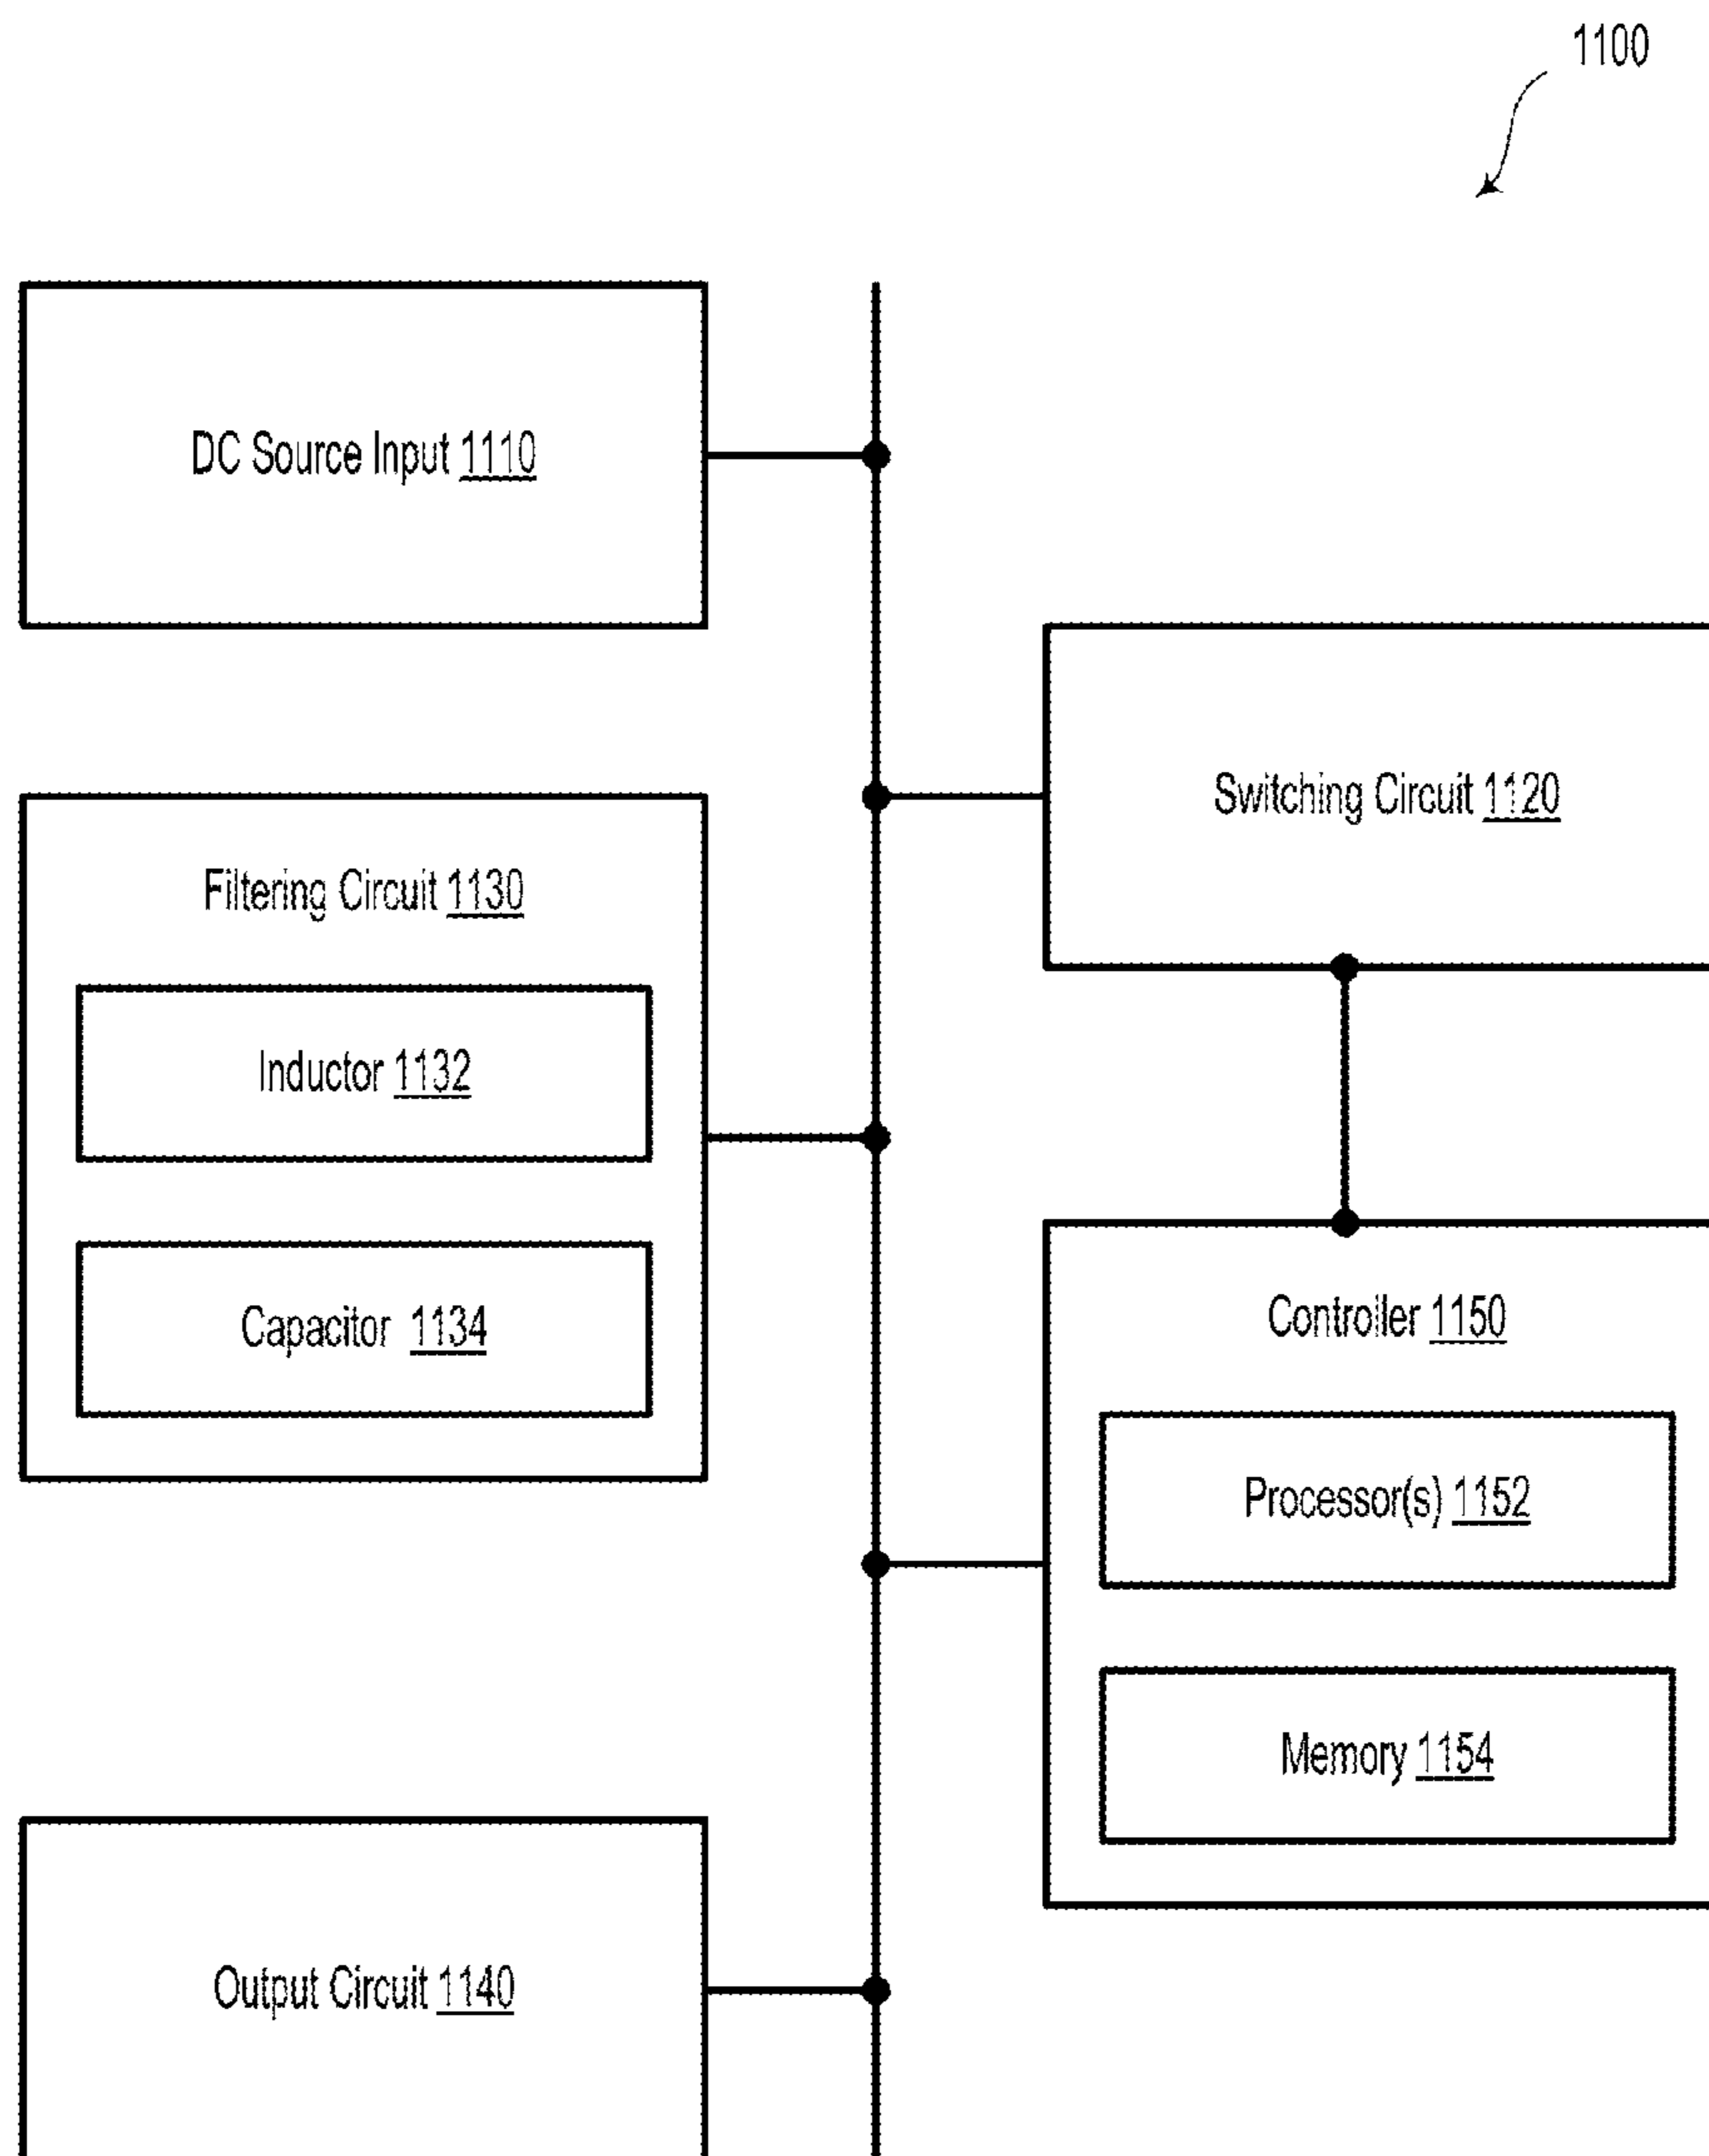 1100
DC Source Input 1110
Switching Circuit 1120
Filtering Circuit 1130
Inductor 1132
Capacitor 1134
Controller 1150
Processor(s) 1152
Memory 1154
Output Circuit 1140